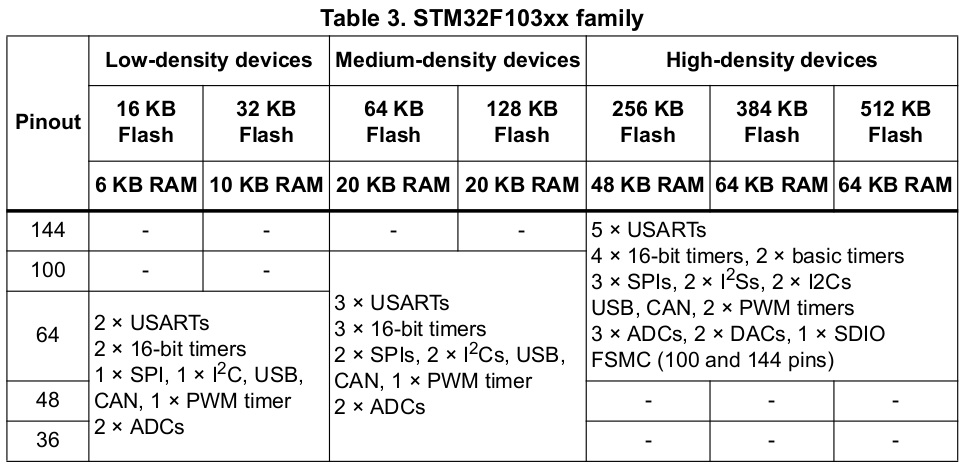 Table 3. STM32F103xx family
Pinout
Low-density devices
Medium-density devices
High-density devices
16 KB
Flash
32 KB
Flash
64 KB
Flash
128 KB
Flash
256 KB
Flash
384 KB
Flash
512 KB
Flash
6 KB RAM
10 KB RAM
20 KB RAM
20 KB RAM
48 KB RAM
64 KB RAM
64 KB RAM
144
-
-
-
-
5 × USARTs
4 × 16-bit timers, 2 × basic timers
3 × SPIs, 2 × I²Ss, 2 × I2Cs
USB, CAN, 2 × PWM timers
3 × ADCs, 2 × DACs, 1 × SDIO
FSMC (100 and 144 pins)
100
-
-
3 × USARTs
3 × 16-bit timers
2 × SPIs, 2 × I²Cs, USB,
CAN, 1 × PWM timer
2 × ADCs
64
2 × USARTs
2 × 16-bit timers
1 × SPI, 1 × I²C, USB,
CAN, 1 × PWM timer
2 × ADCs
48
-
-
-
36
-
-
-